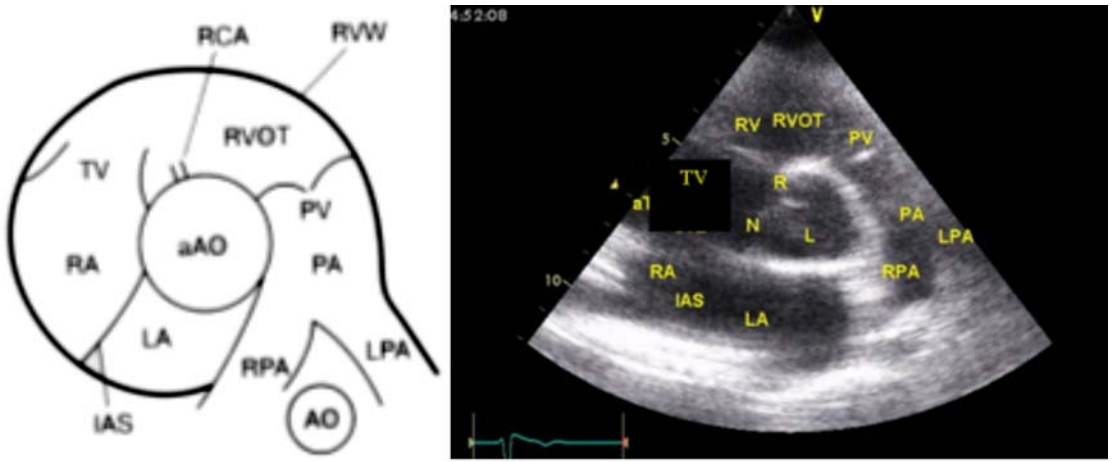 RCA
RVW
RVOT
TV
PV
aAO
RA
PA
LA
RPA
LPA
IAS
AO
4:52:08
V
RV
RVOT
PV
5
TV
R
N
L
PA
LPA
RPA
RA
10
IAS
LA